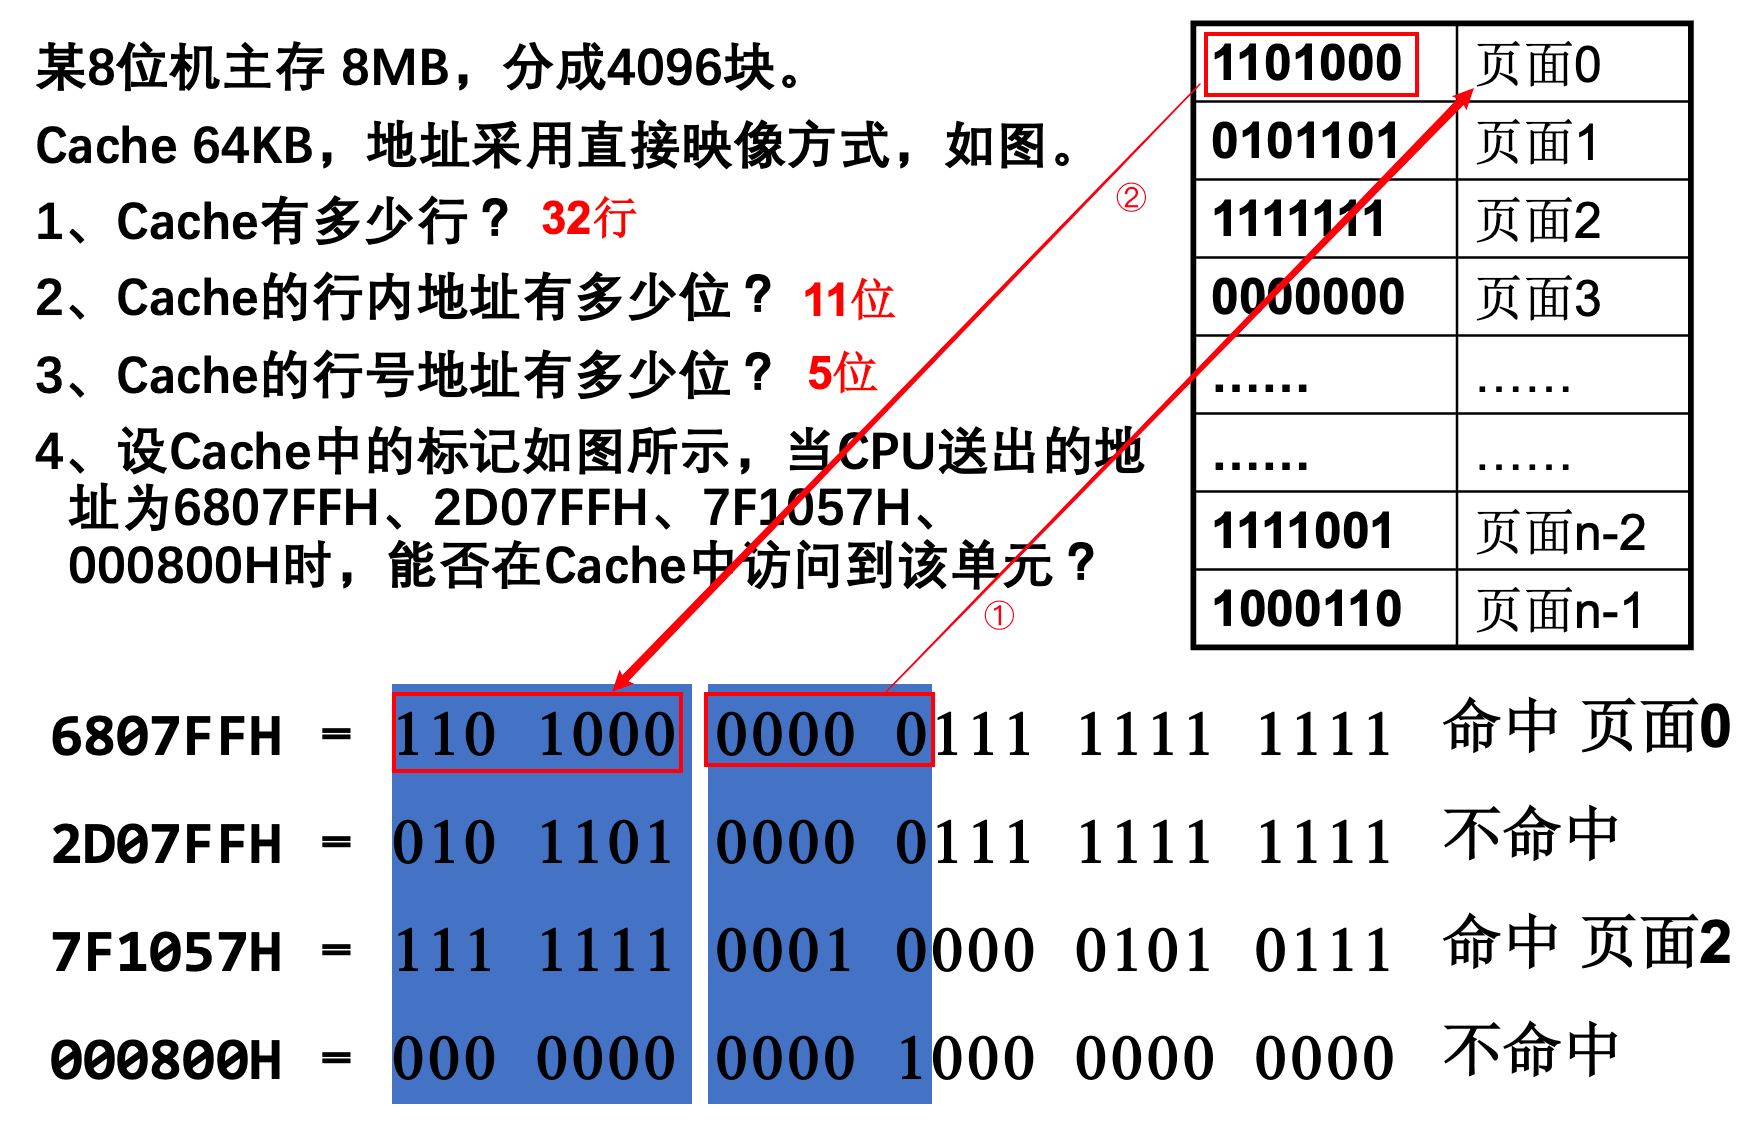 某8位机主存 8MB，分成4096块。
Cache 64KB，地址采用直接映像方式，如图。
1、Cache有多少行？ 32行
2、Cache的行内地址有多少位？ 11位
3、Cache的行号地址有多少位？ 5位
4、设Cache中的标记如图所示，当CPU送出的地
址为6807FFH、2D07FFH、7F1057H、
000800H时，能否在Cache中访问到该单元？
1101000 页面0
0101101 页面1
1111111 页面2
0000000 页面3
...... ......
...... ......
1111001 页面n-2
1000110 页面n-1
②
①
6807FFH = 110 1000 0000 0111 1111 1111 命中 页面0
2D07FFH = 010 1101 0000 0111 1111 1111 不命中
7F1057H = 111 1111 0001 0000 0101 0111 命中 页面2
000800H = 000 0000 0000 1000 0000 0000 不命中